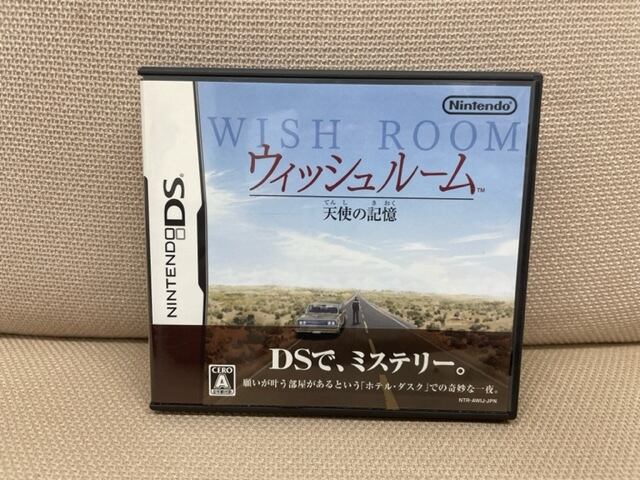 Nintendo
WISH ROOM
ウィッシュルーム™
てんし きおく
天使の記憶
NINTENDO DS™
DSで、ミステリー。
CERO
A
願いが叶う部屋があるという「ホテル・ダスク」での奇妙な一夜。
NTR-AWIJ-JPN